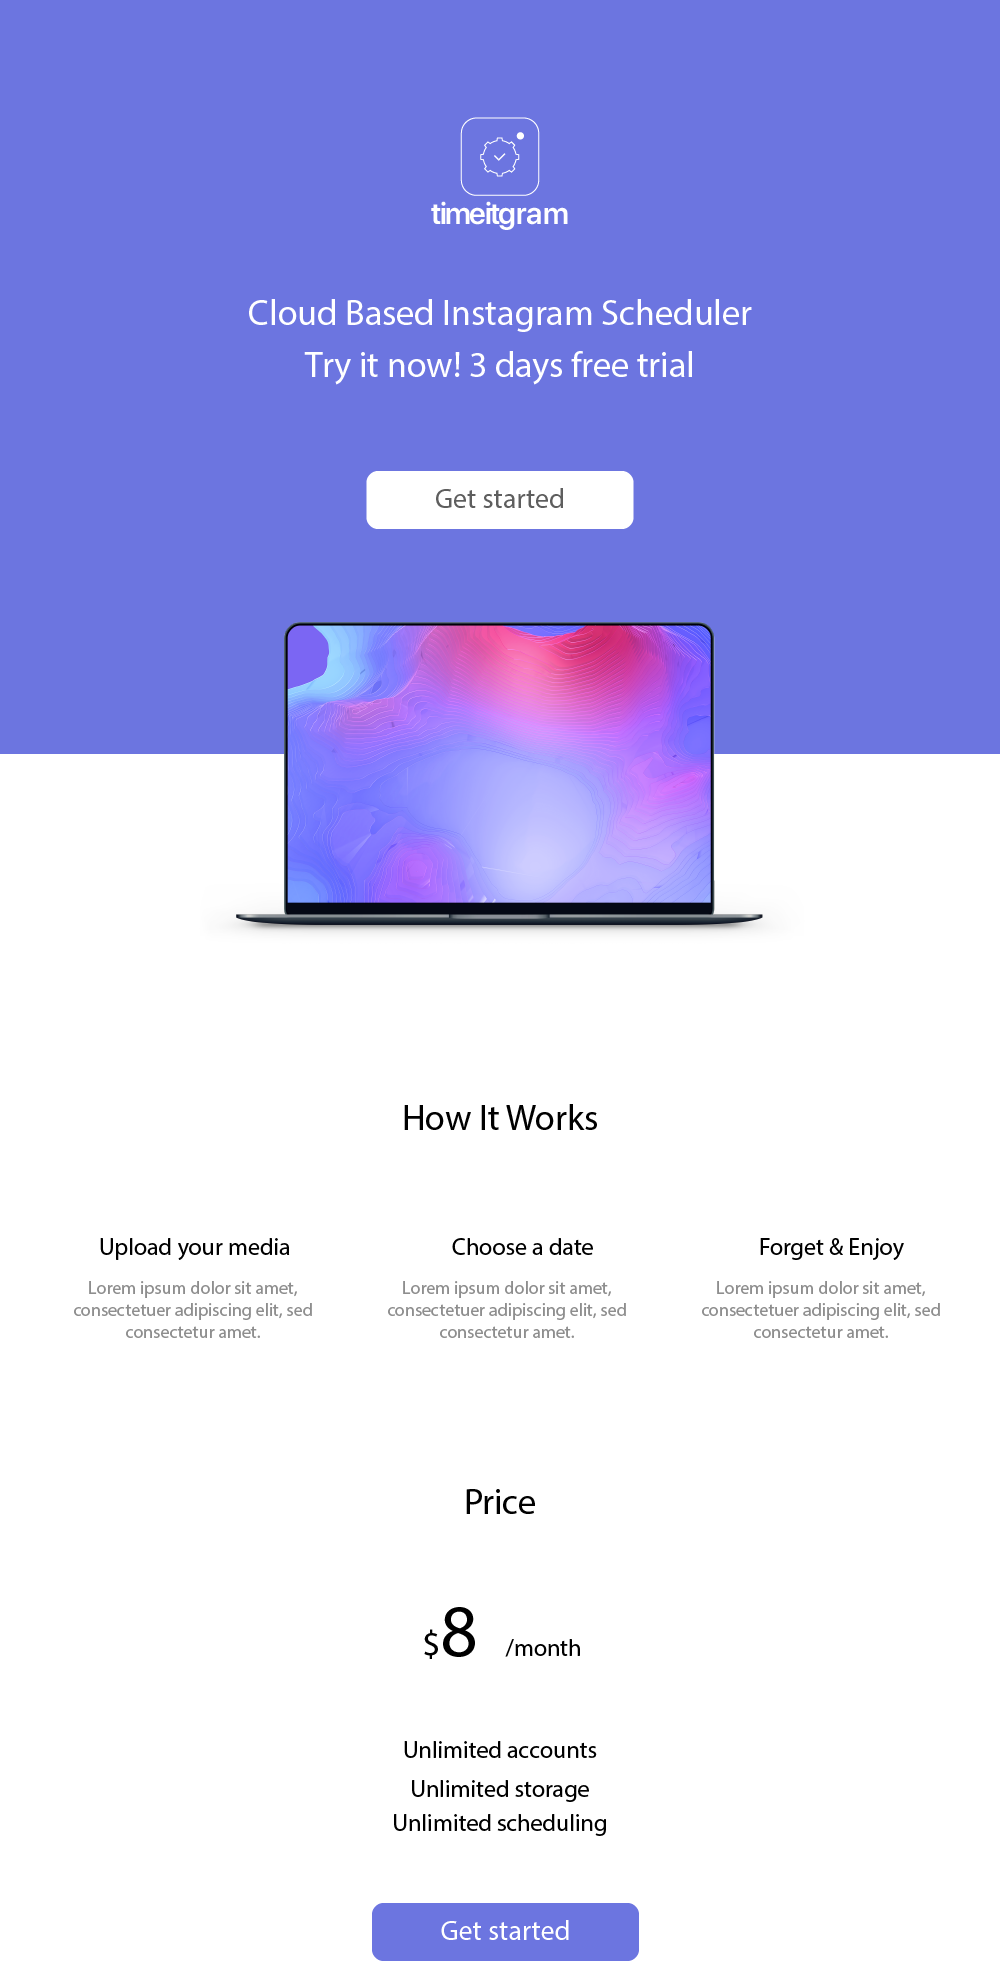 timeitgram
Cloud Based Instagram Scheduler
Try it now! 3 days free trial
Get started
How It Works
Upload your media
Lorem ipsum dolor sit amet,
consectetuer adipiscing elit, sed
consectetur amet.
Choose a date
Lorem ipsum dolor sit amet,
consectetuer adipiscing elit, sed
consectetur amet.
Forget & Enjoy
Lorem ipsum dolor sit amet,
consectetuer adipiscing elit, sed
consectetur amet.
Price
$8 /month
Unlimited accounts
Unlimited storage
Unlimited scheduling
Get started